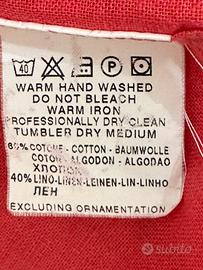 40 P
WARM HAND WASHED
DO NOT BLEACH
WARM IRON
PROFESSIONALLY DRY CLEAN
TUMBLER DRY MEDIUM
60% COTONE - COTTON - BAUMWOLLE
COTON - ALGODON - ALGODAO
ХЛОПОК
40% LINO-LINEN-LEINEN-LIN-LINHO
ЛЕН
EXCLUDING ORNAMENTATION
subito